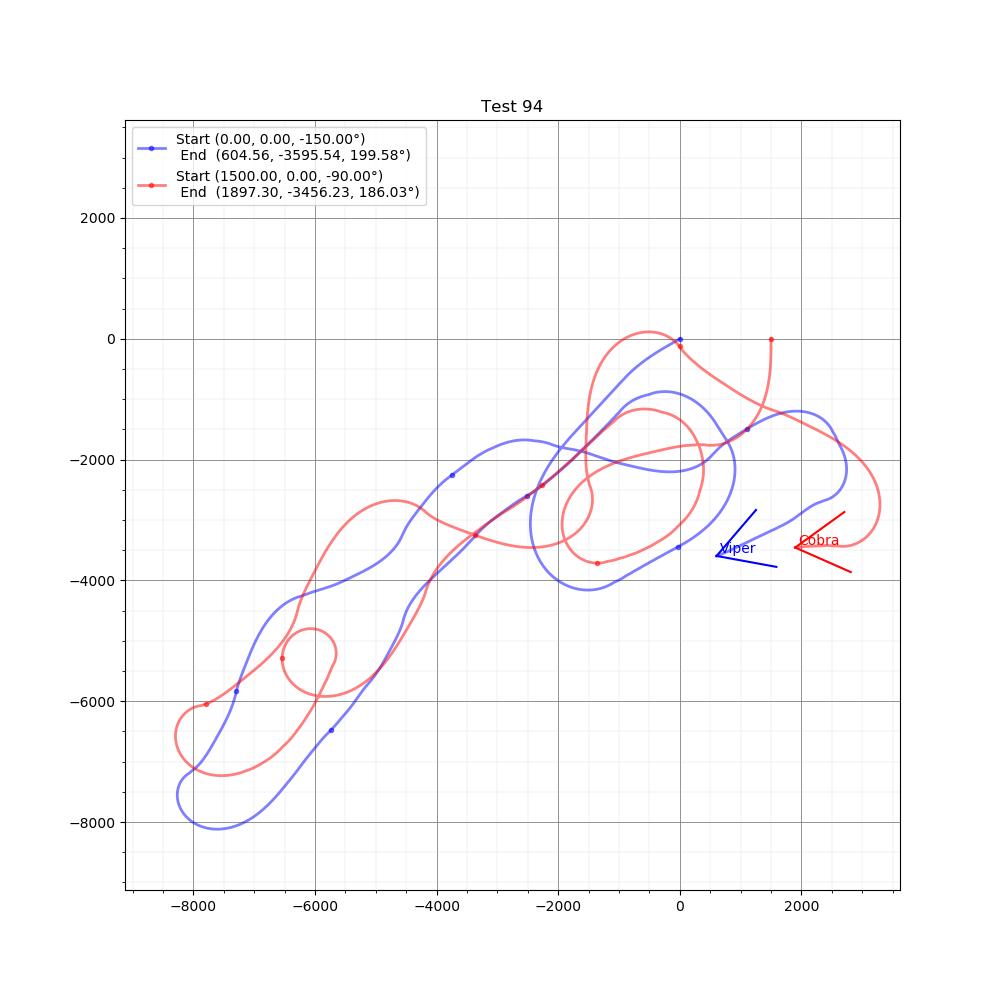 Test 94
Start (0.00, 0.00, -150.00°)
End (604.56, -3595.54, 199.58°)
Start (1500.00, 0.00, -90.00°)
End (1897.30, -3456.23, 186.03°)
2000
0
−2000
−4000
−6000
−8000
Cobra
Viper
−8000 −6000 −4000 −2000 0 2000